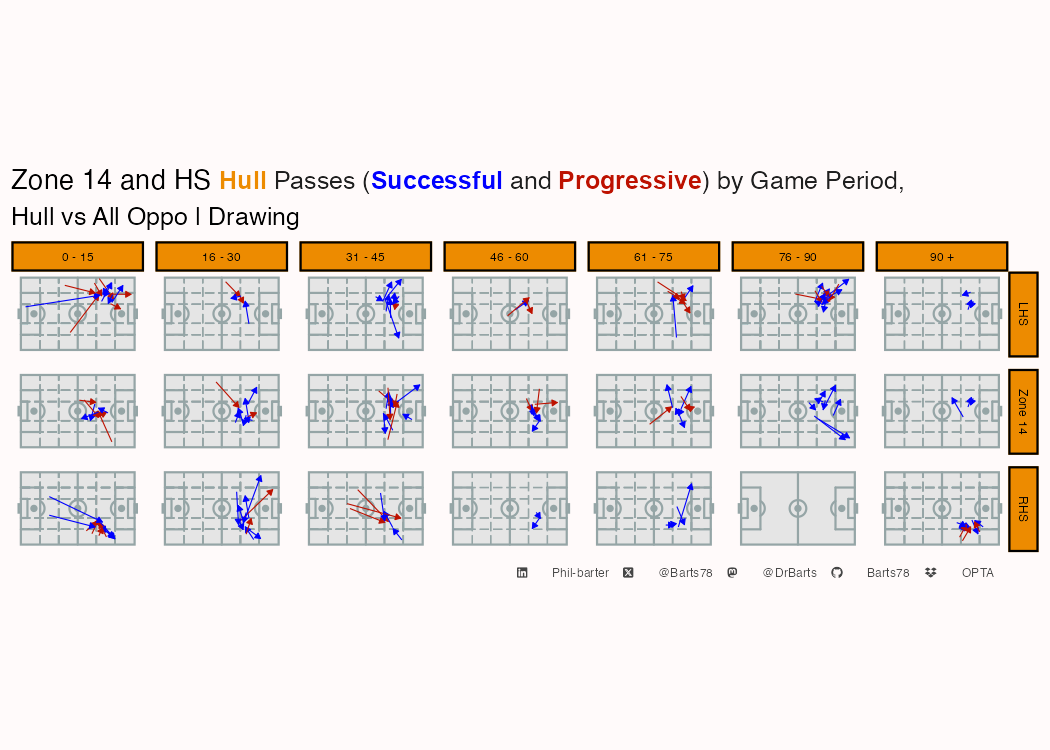 Zone 14 and HS Hull Passes (Successful and Progressive) by Game Period,
Hull vs All Oppo | Drawing
0 - 15 16 - 30 31 - 45 46 - 60 61 - 75 76 - 90 90 +
LHS
Zone 14
RHS
Phil-barter @Barts78 @DrBarts Barts78 OPTA